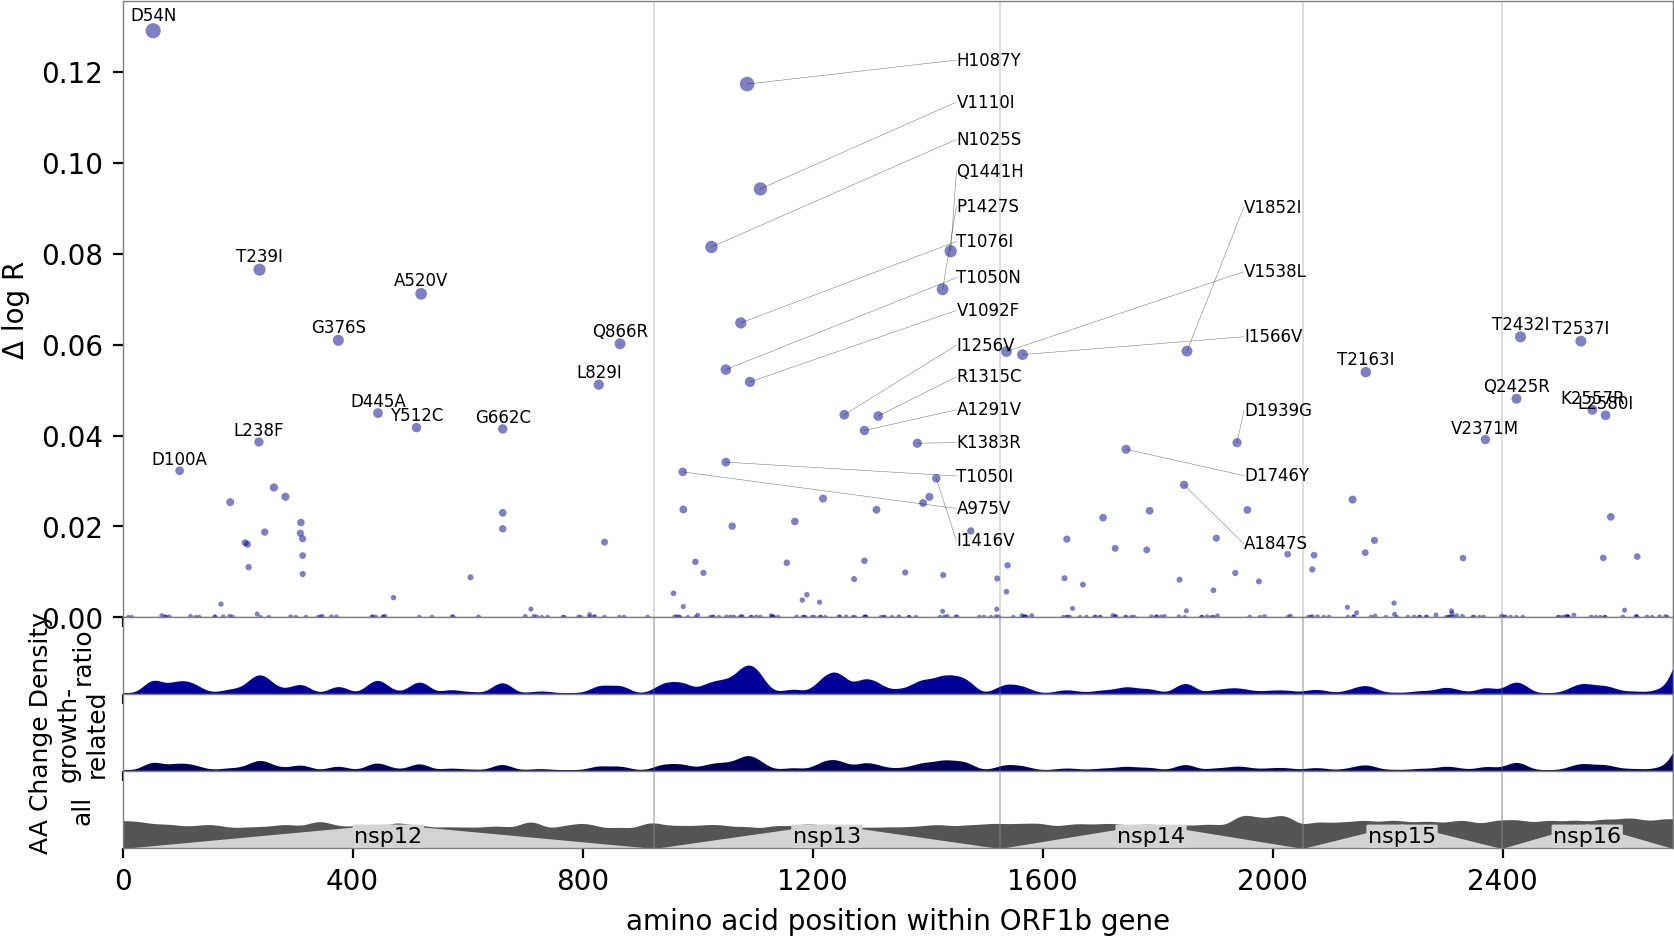 D54N
H1087Y
V1110I
N1025S
Q1441H
P1427S
T1076I
T1050N
V1092F
I1256V
R1315C
A1291V
K1383R
T1050I
A975V
I1416V
T239I
A520V
G376S
Q866R
L829I
D445A
Y512C
G662C
L238F
D100A
V1852I
V1538L
I1566V
D1939G
D1746Y
A1847S
T2432I
T2537I
T2163I
Q2425R
K2557R
L2580I
V2371M
0.12
0.10
0.08
0.06
0.04
0.02
0.00
Δ log R
AA Change Density
ratio
growth-
related
all
nsp12
nsp13
nsp14
nsp15
nsp16
0
400
800
1200
1600
2000
2400
amino acid position within ORF1b gene